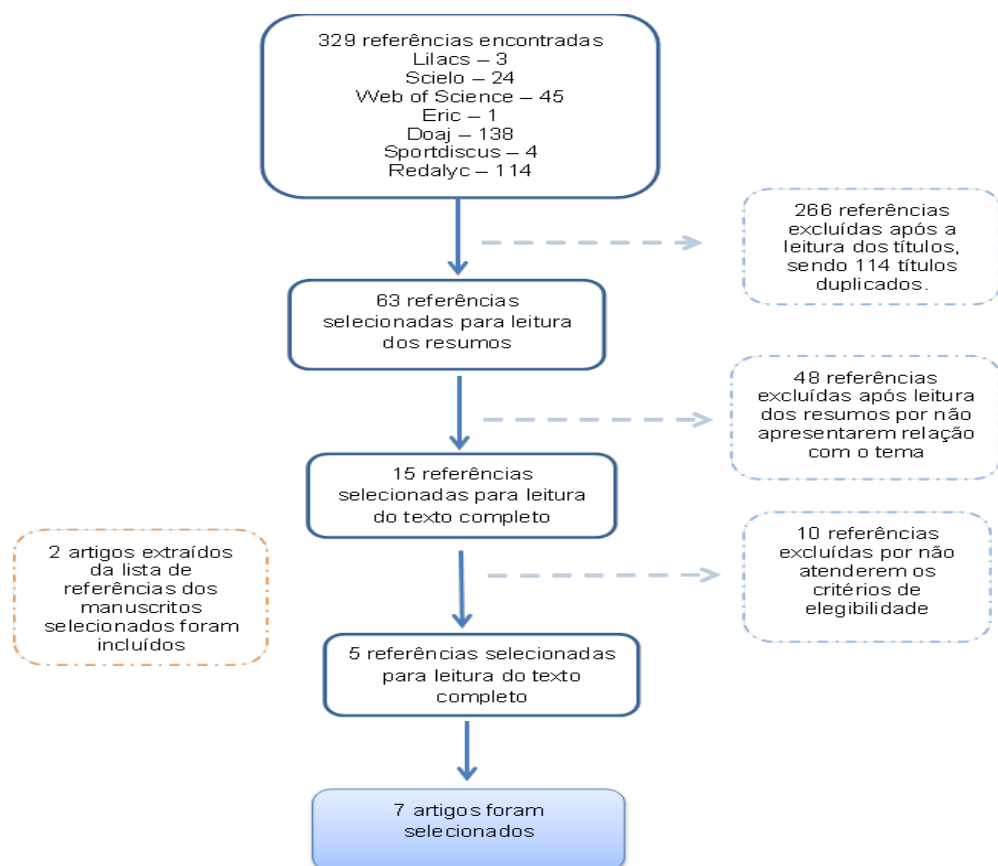 329 referências encontradas
Lilacs – 3
Scielo – 24
Web of Science – 45
Eric – 1
Doaj – 138
Sportdiscus – 4
Redalyc – 114
266 referências
excluídas após a
leitura dos títulos,
sendo 114 títulos
duplicados.
63 referências
selecionadas para leitura
dos resumos
48 referências
excluídas após leitura
dos resumos por não
apresentarem relação
com o tema
15 referências
selecionadas para leitura
do texto completo
10 referências
excluídas por não
atenderem os
critérios de
elegibilidade
2 artigos extraídos
da lista de
referências dos
manuscritos
selecionados foram
incluídos
5 referências selecionadas
para leitura do texto
completo
7 artigos foram
selecionados